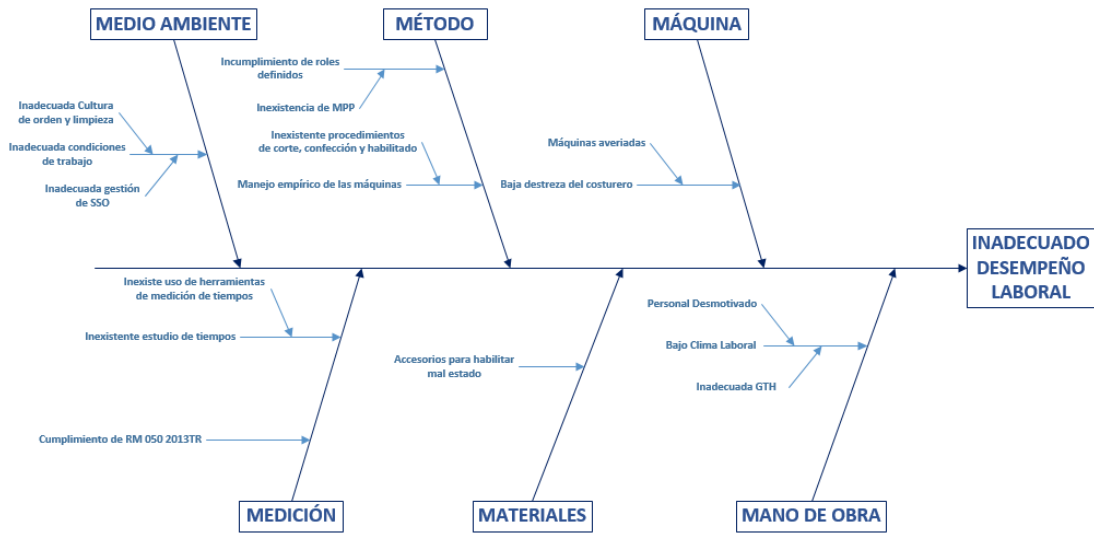 MEDIO AMBIENTE
MÉTODO
MÁQUINA
Incumplimiento de roles
definidos
Inexistencia de MPP
Inadecuada Cultura
de orden y limpieza
Inadecuada condiciones
de trabajo
Inadecuada gestión
de SSO
Inexistente procedimientos
de corte, confección y habilitado
Manejo empírico de las máquinas
Máquinas averiadas
Baja destreza del costurero
INADECUADO
DESEMPEÑO
LABORAL
Inexiste uso de herramientas
de medición de tiempos
Inexistente estudio de tiempos
Cumplimiento de RM 050 2013TR
Accesorios para habilitar
mal estado
Personal Desmotivado
Bajo Clima Laboral
Inadecuada GTH
MEDICIÓN
MATERIALES
MANO DE OBRA